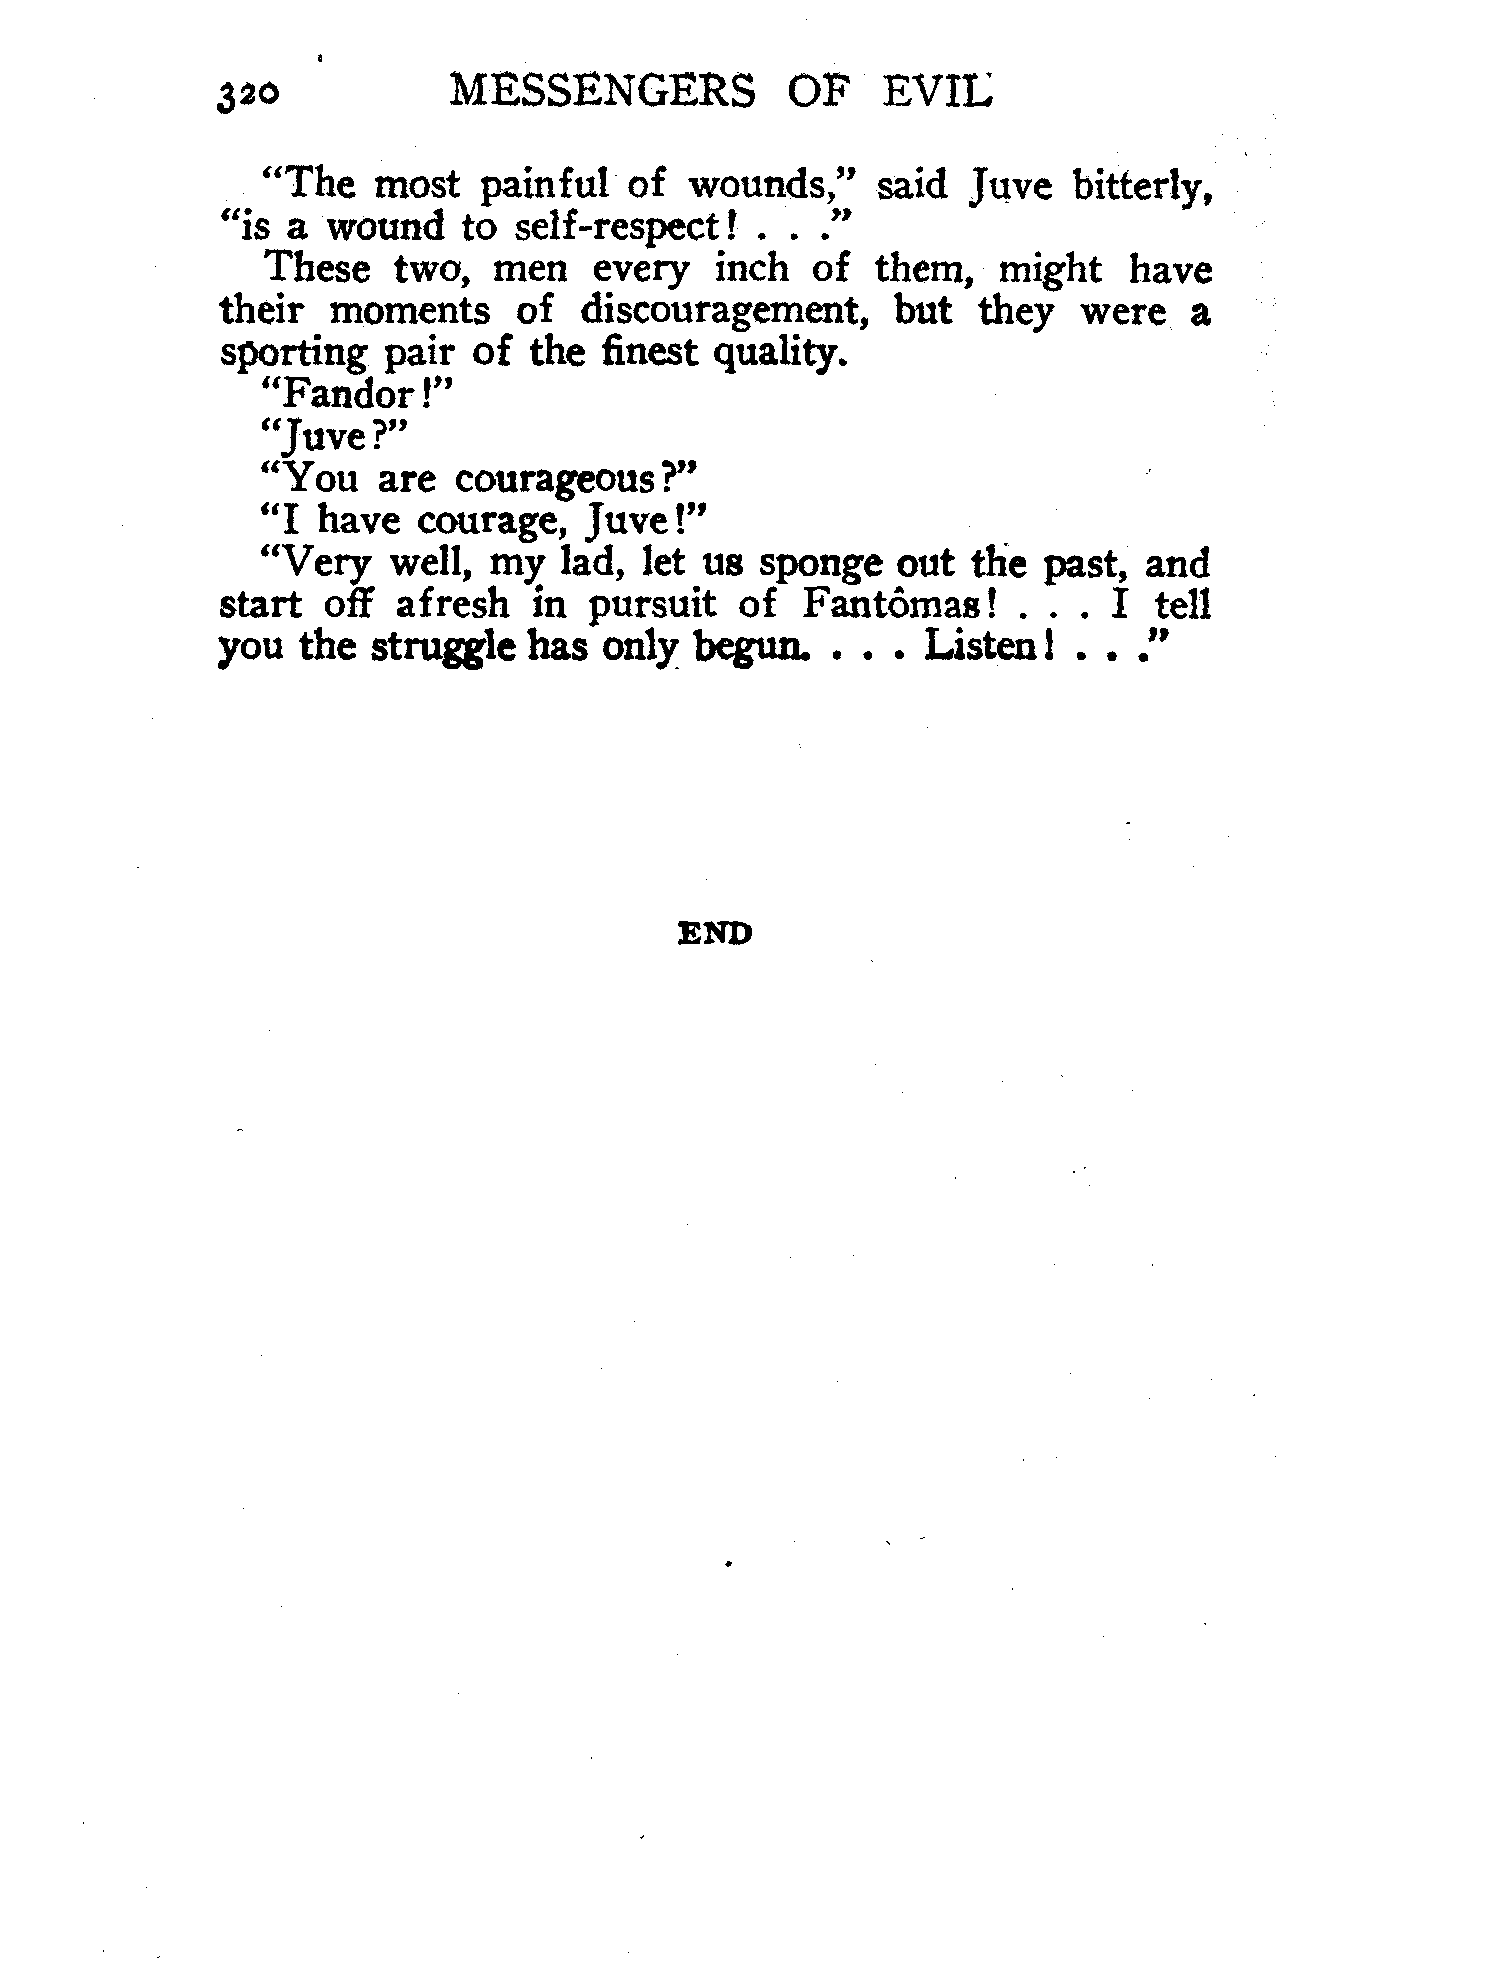 320 MESSENGERS OF EVIL
“The most painful of wounds,” said Juve bitterly,
“is a wound to self-respect! . . .”
These two, men every inch of them, might have
their moments of discouragement, but they were a
sporting pair of the finest quality.
“Fandor!”
“Juve?”
“You are courageous?”
“I have courage, Juve!”
“Very well, my lad, let us sponge out the past, and
start off afresh in pursuit of Fantômas! . . . I tell
you the struggle has only begun. . . . Listen! . . .”
END